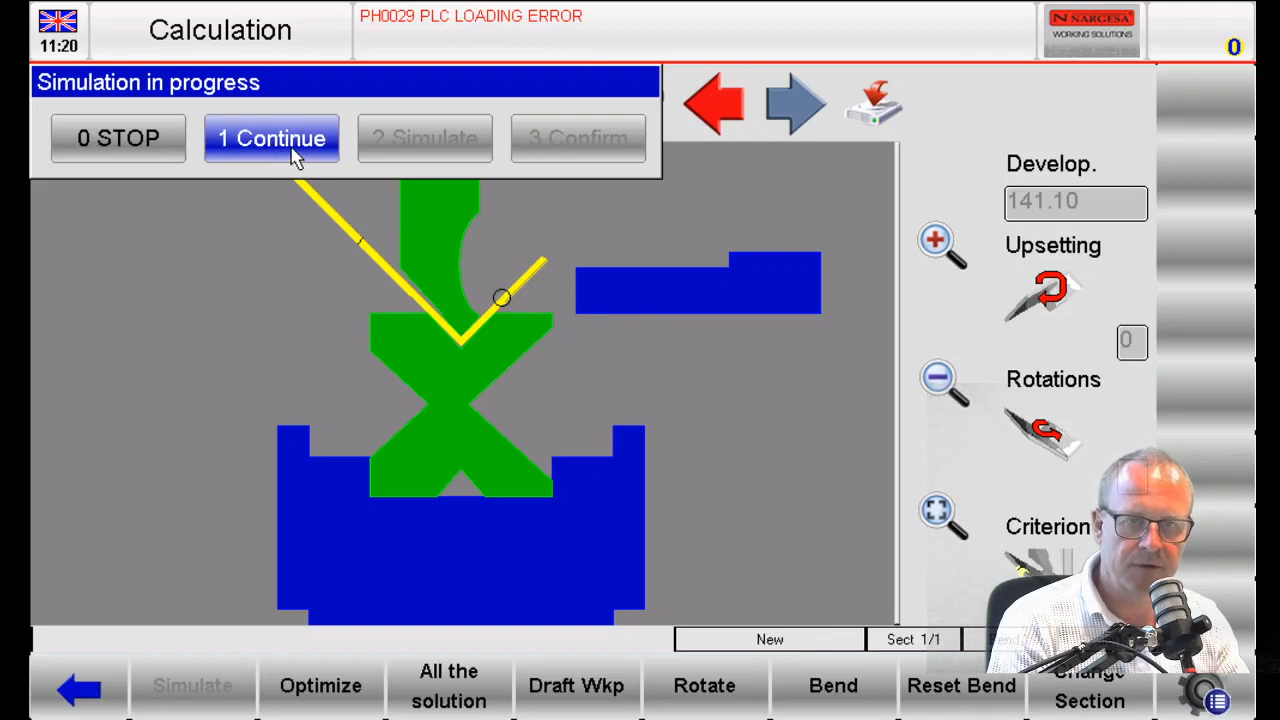 PH0029 PLC LOADING ERROR
11:20
Calculation
NARGESA
WORKING SOLUTIONS
0
Simulation in progress
0 STOP
1 Continue
2 Simulate
3 Confirm
Develop.
141.10
Upsetting
0
Rotations
Criterion
New
Sect 1/1
Bend
Simulate
Optimize
All the
solution
Draft Wkp
Rotate
Bend
Reset Bend
Change
Section